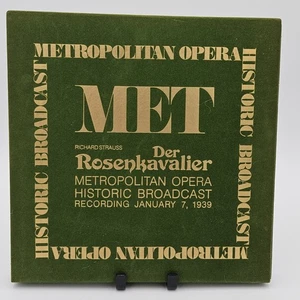 METROPOLITAN OPERA
HISTORIC BROADCAST
MET
RICHARD STRAUSS
Der
Rosenkavalier
METROPOLITAN OPERA
HISTORIC BROADCAST
RECORDING JANUARY 7, 1939
HISTORIC BROADCAST
METROPOLITAN OPERA